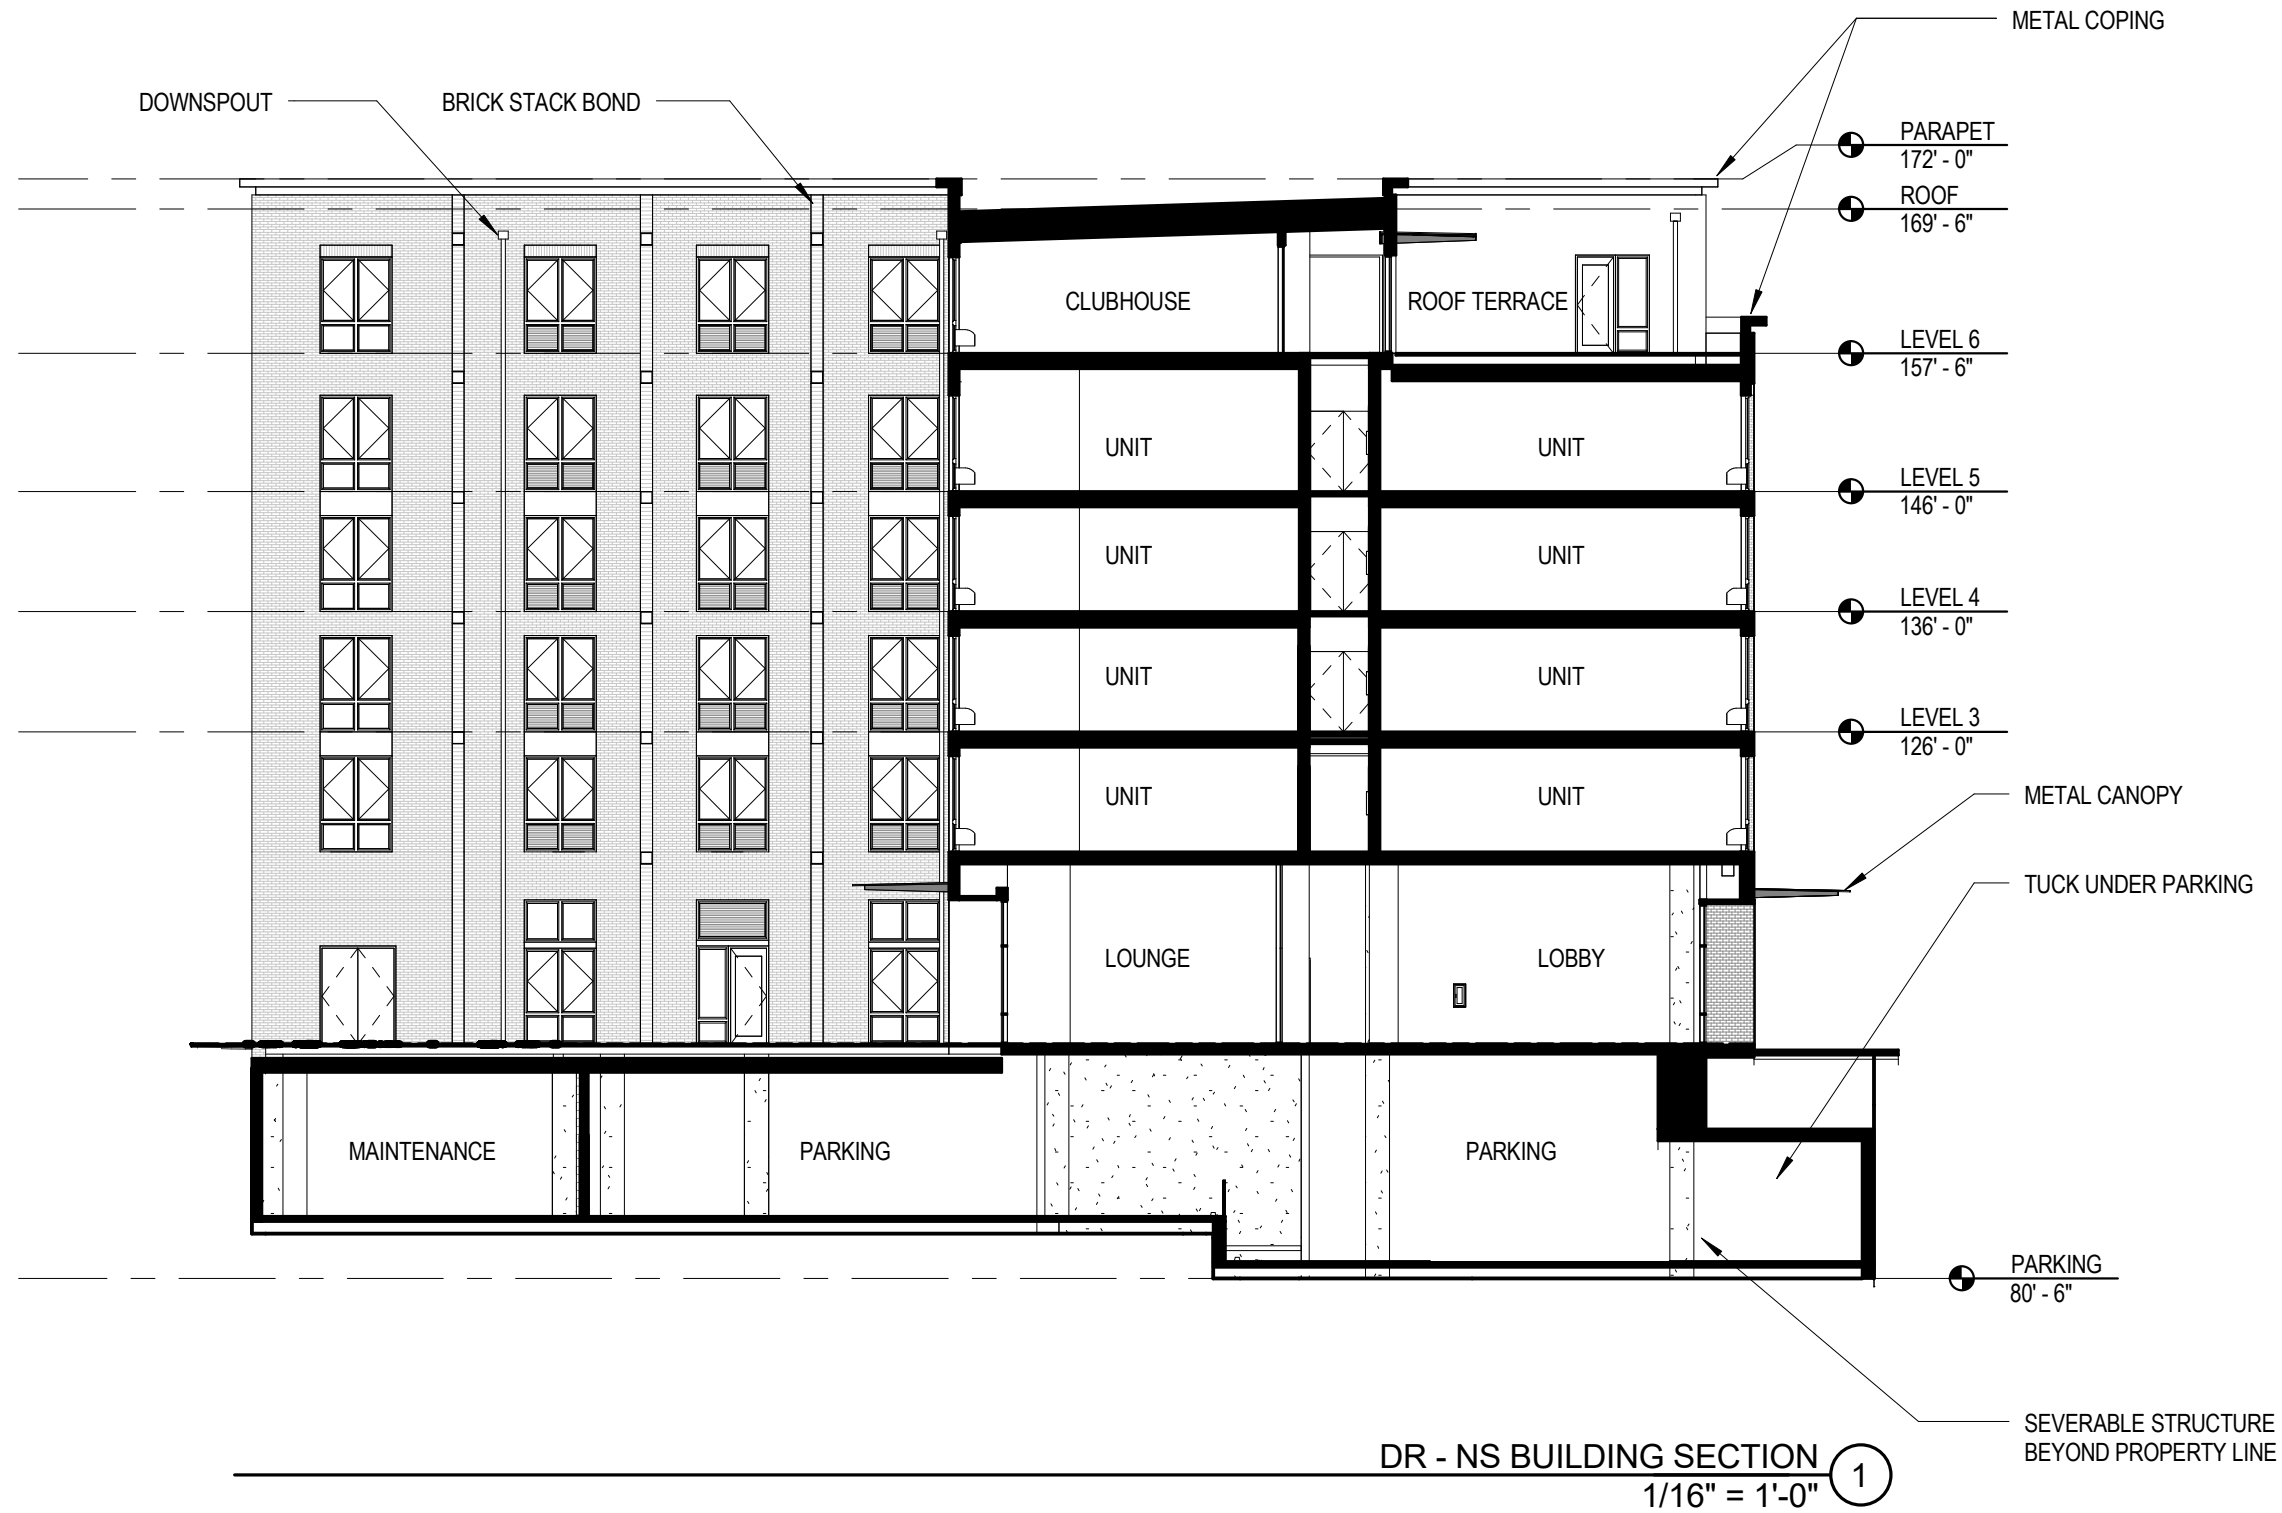 METAL COPING
DOWNSPOUT
BRICK STACK BOND
PARAPET
172' - 0"
ROOF
169' - 6"
CLUBHOUSE
ROOF TERRACE
LEVEL 6
157' - 6"
UNIT
UNIT
LEVEL 5
146' - 0"
UNIT
UNIT
LEVEL 4
136' - 0"
UNIT
UNIT
LEVEL 3
126' - 0"
UNIT
UNIT
METAL CANOPY
TUCK UNDER PARKING
LOUNGE
LOBBY
MAINTENANCE
PARKING
PARKING
PARKING
80' - 6"
SEVERABLE STRUCTURE
BEYOND PROPERTY LINE
DR - NS BUILDING SECTION
1
1/16" = 1'-0"